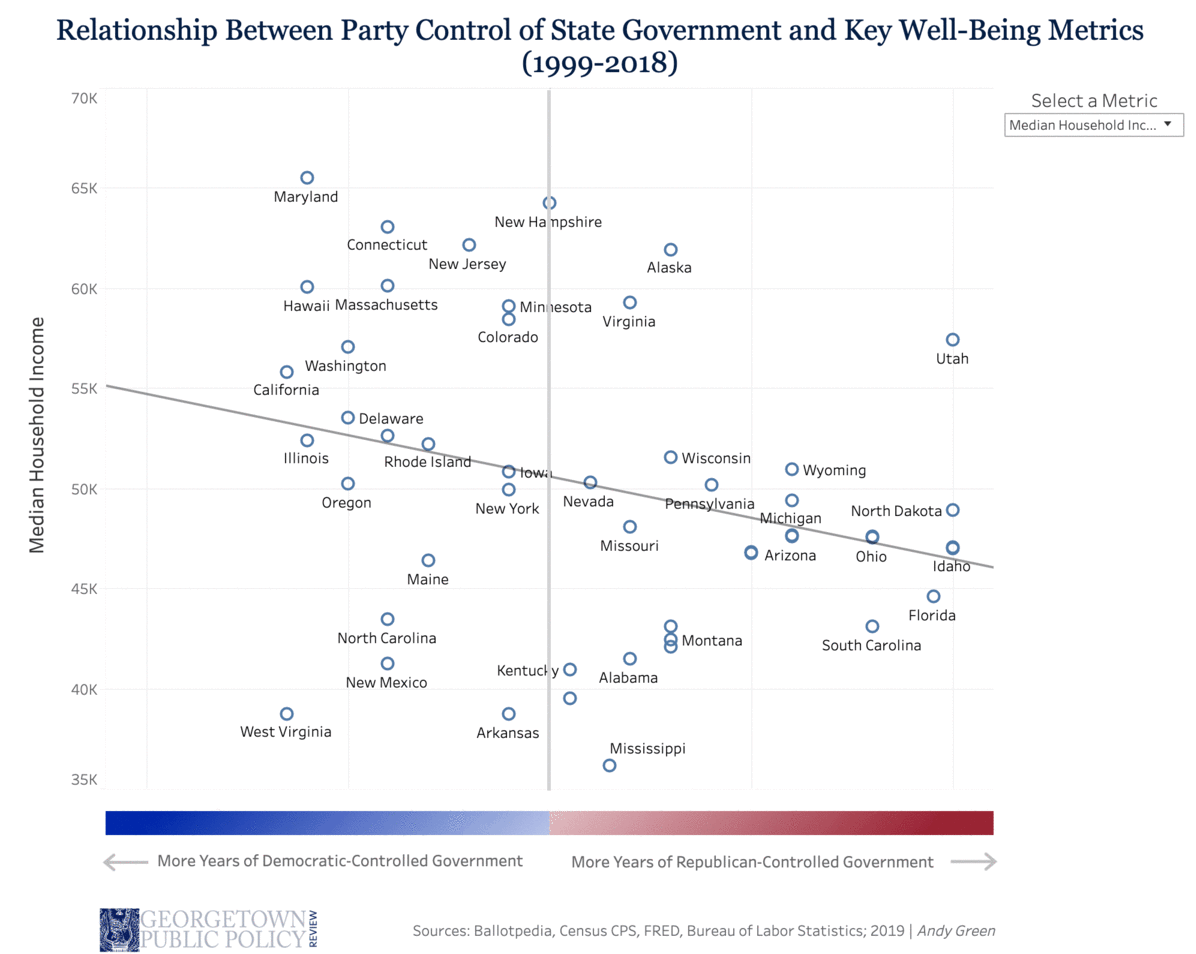 Relationship Between Party Control of State Government and Key Well-Being Metrics
(1999-2018)
Select a Metric
Median Household Inc...
70K
65K
60K
55K
50K
45K
40K
35K
Median Household Income
Maryland
New Hampshire
Connecticut
New Jersey
Alaska
Hawaii
Massachusetts
Minnesota
Virginia
Colorado
Utah
Washington
California
Delaware
Illinois
Rhode Island
Wisconsin
Wyoming
Iowa
Oregon
New York
Nevada
Pennsylvania
Michigan
North Dakota
Missouri
Arizona
Ohio
Idaho
Maine
Florida
North Carolina
Montana
South Carolina
New Mexico
Kentucky
Alabama
West Virginia
Arkansas
Mississippi
More Years of Democratic-Controlled Government
More Years of Republican-Controlled Government
GEORGETOWN
PUBLIC POLICY
REVIEW
Sources: Ballotpedia, Census CPS, FRED, Bureau of Labor Statistics; 2019 | Andy Green